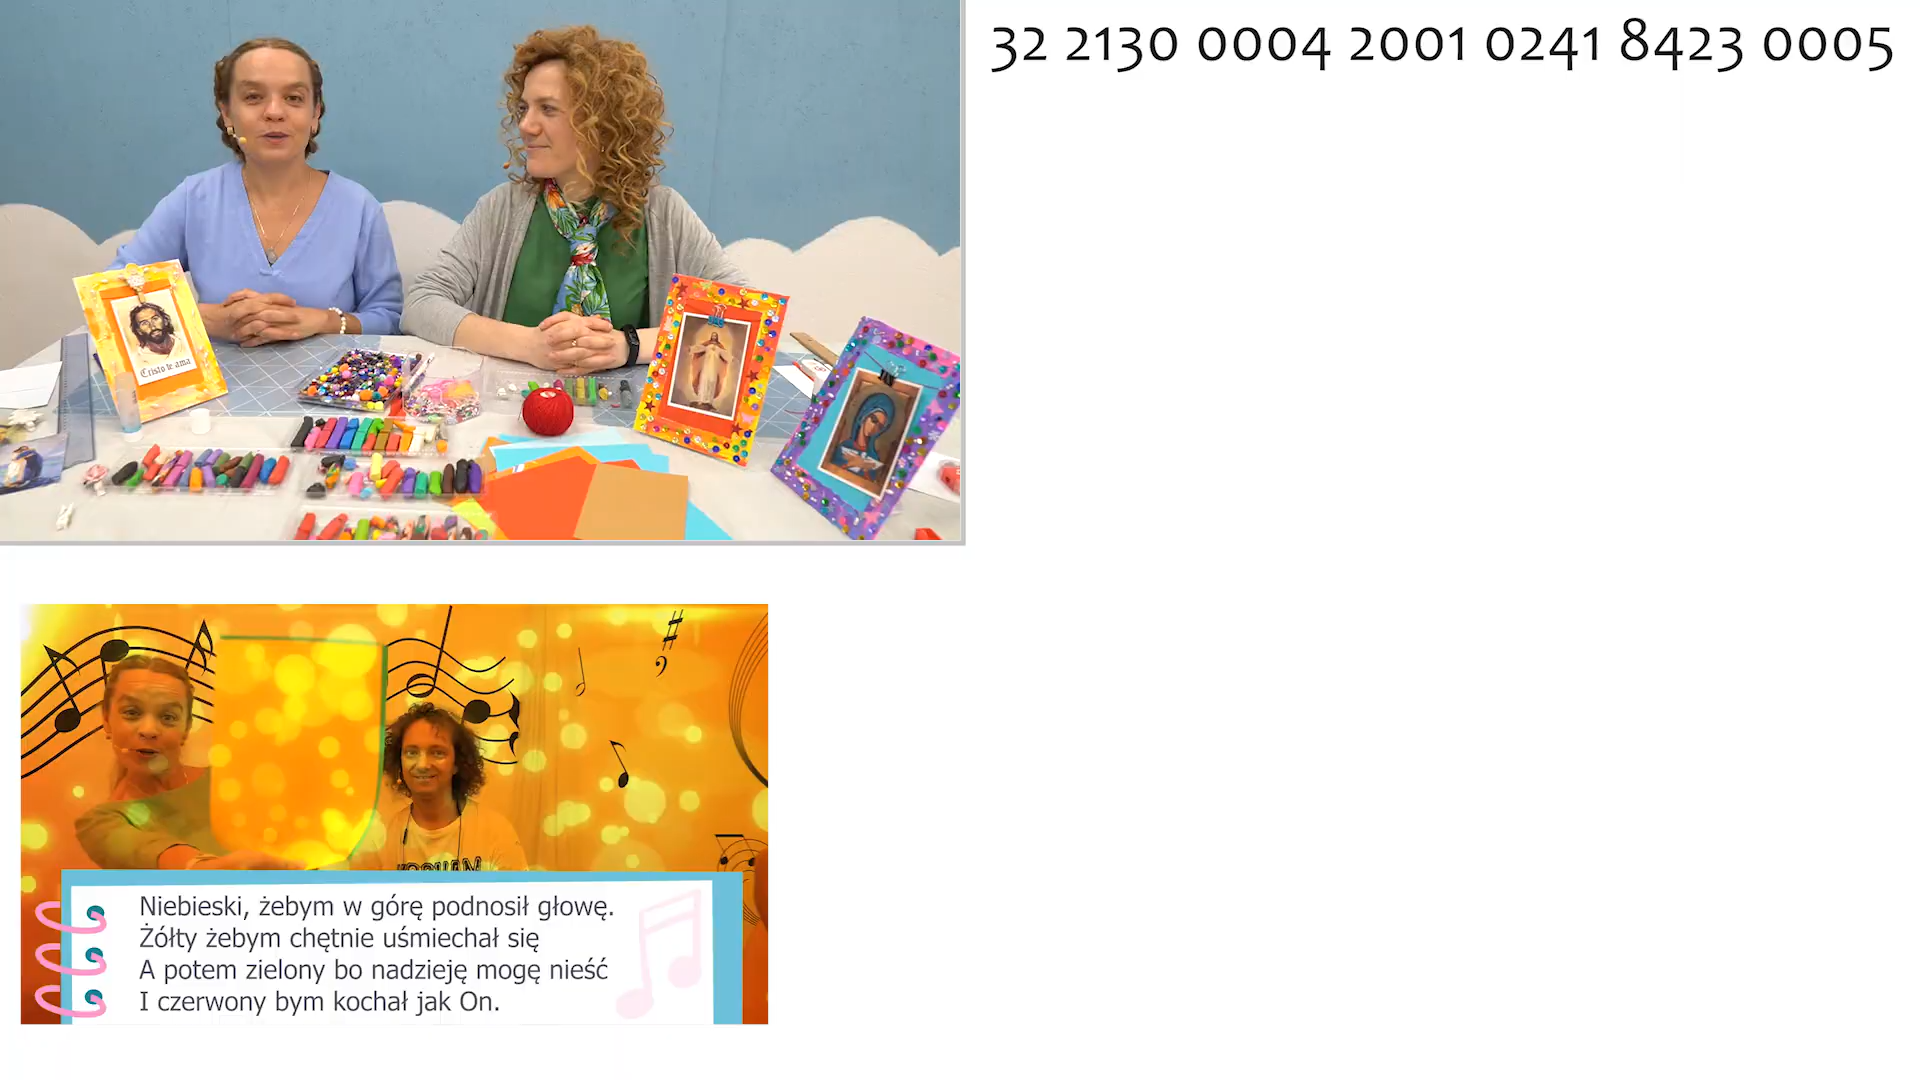 32 2130 0004 2001 0241 8423 0005
Cristo te ama
Niebieski, żebym w górę podnosił głowę.
Żółty żebym chętnie uśmiechał się
A potem zielony bo nadzieję mogę nieść
I czerwony bym kochał jak On.